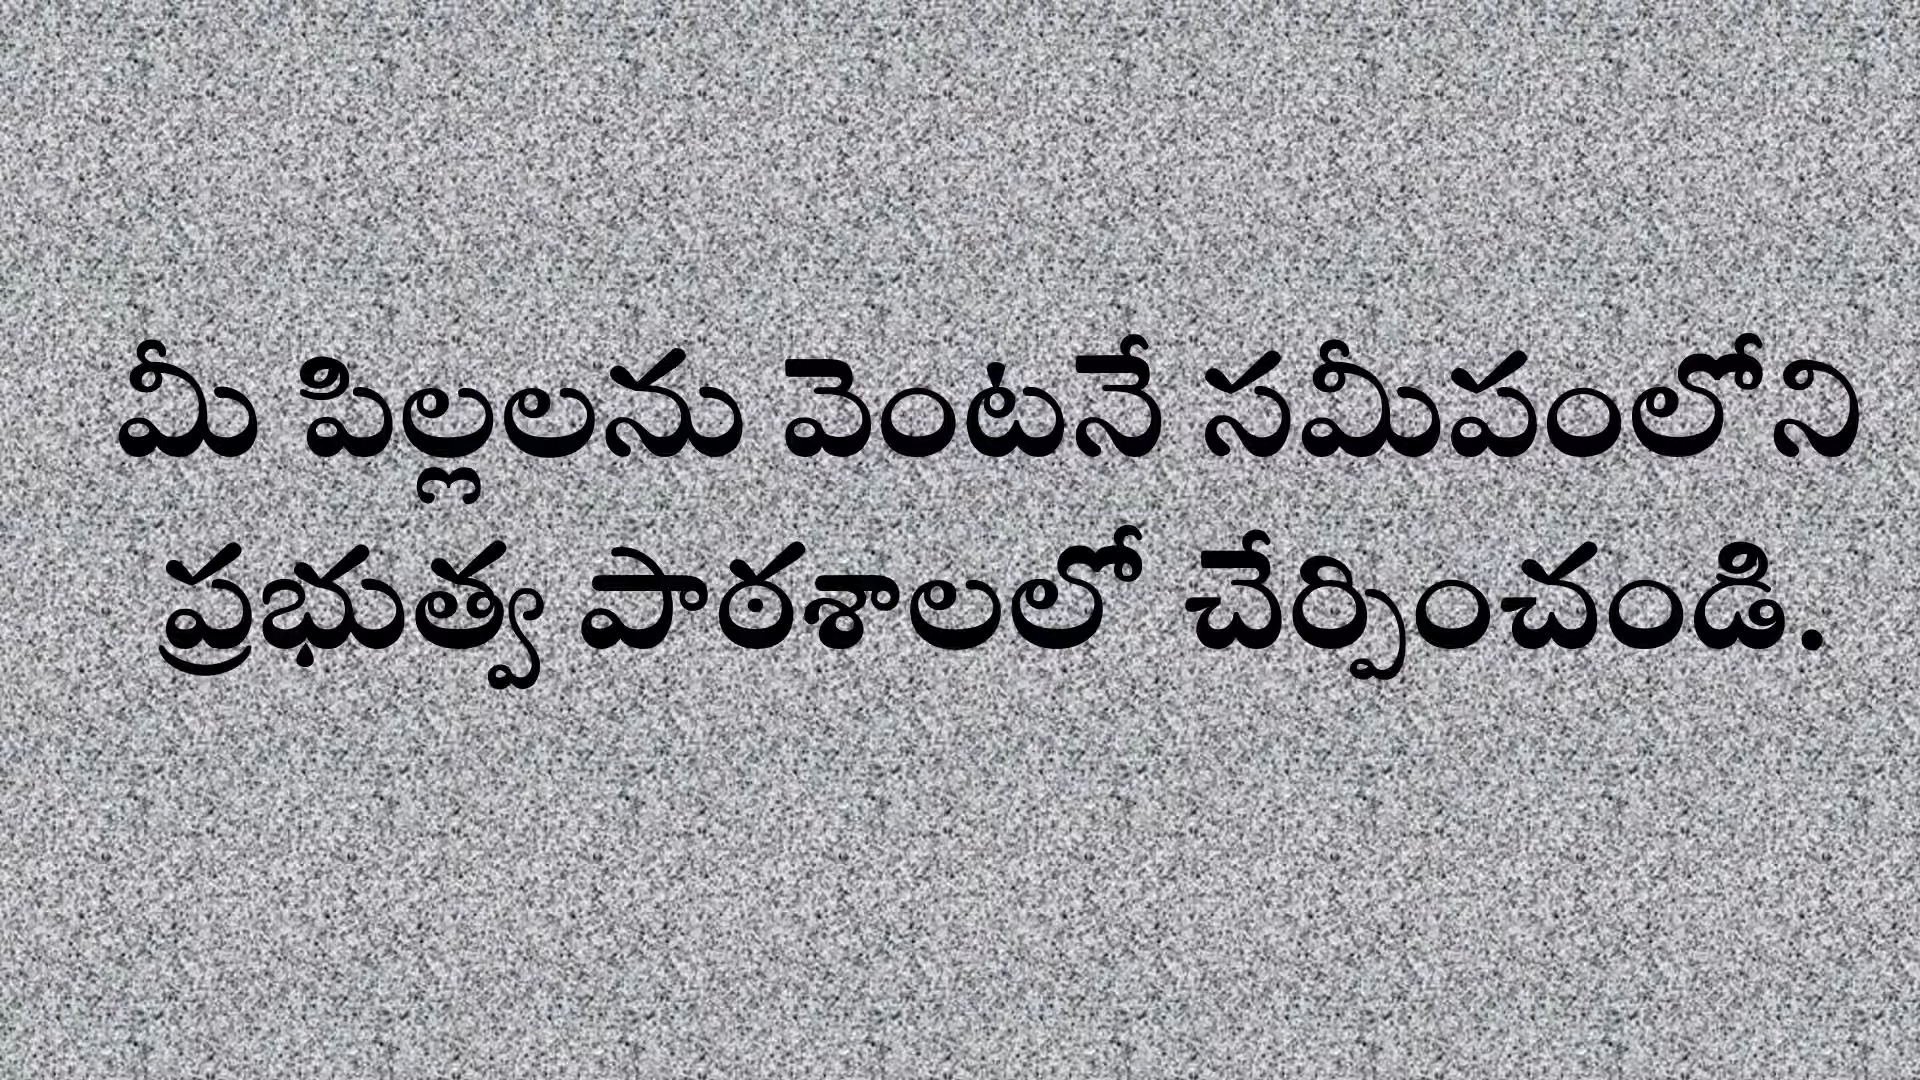 మీ పిల్లలను వెంటనే సమీపంలోని
ప్రభుత్వ పాఠశాలలో చేర్పించండి.